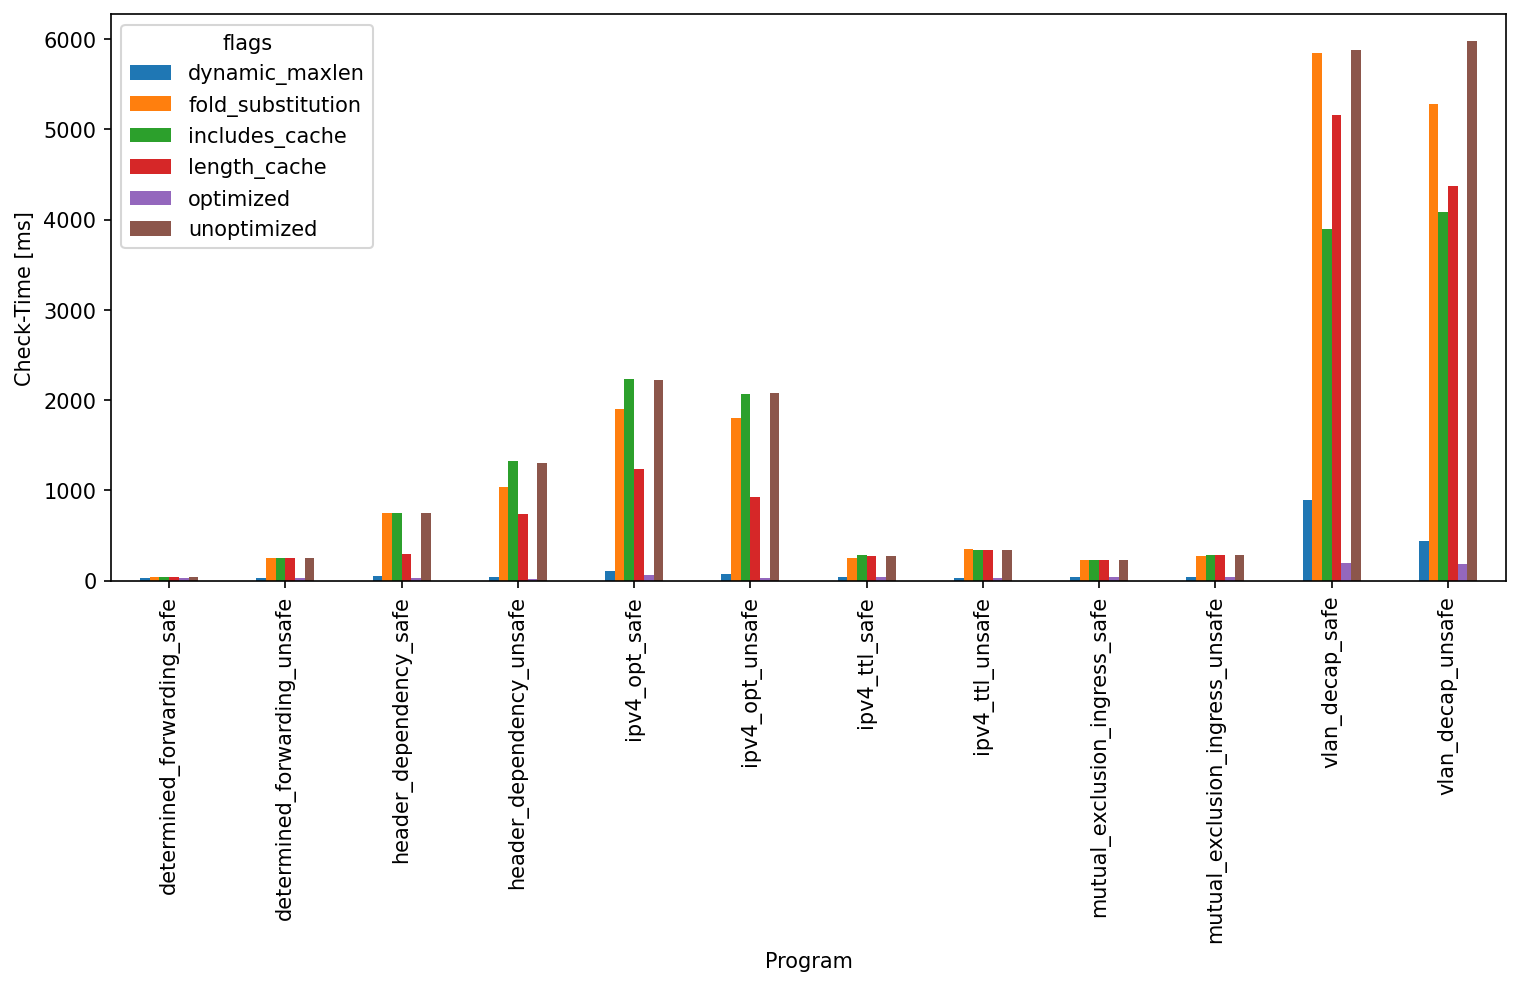 flags
dynamic_maxlen
fold_substitution
includes_cache
length_cache
optimized
unoptimized
Check-Time [ms]
6000
5000
4000
3000
2000
1000
0
determined_forwarding_safe
determined_forwarding_unsafe
header_dependency_safe
header_dependency_unsafe
ipv4_opt_safe
ipv4_opt_unsafe
ipv4_ttl_safe
ipv4_ttl_unsafe
mutual_exclusion_ingress_safe
mutual_exclusion_ingress_unsafe
vlan_decap_safe
vlan_decap_unsafe
Program